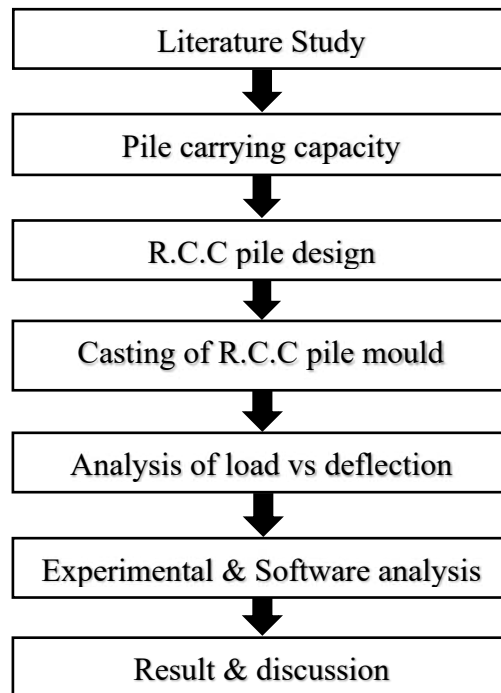 Literature Study
Pile carrying capacity
R.C.C pile design
Casting of R.C.C pile mould
Analysis of load vs deflection
Experimental & Software analysis
Result & discussion